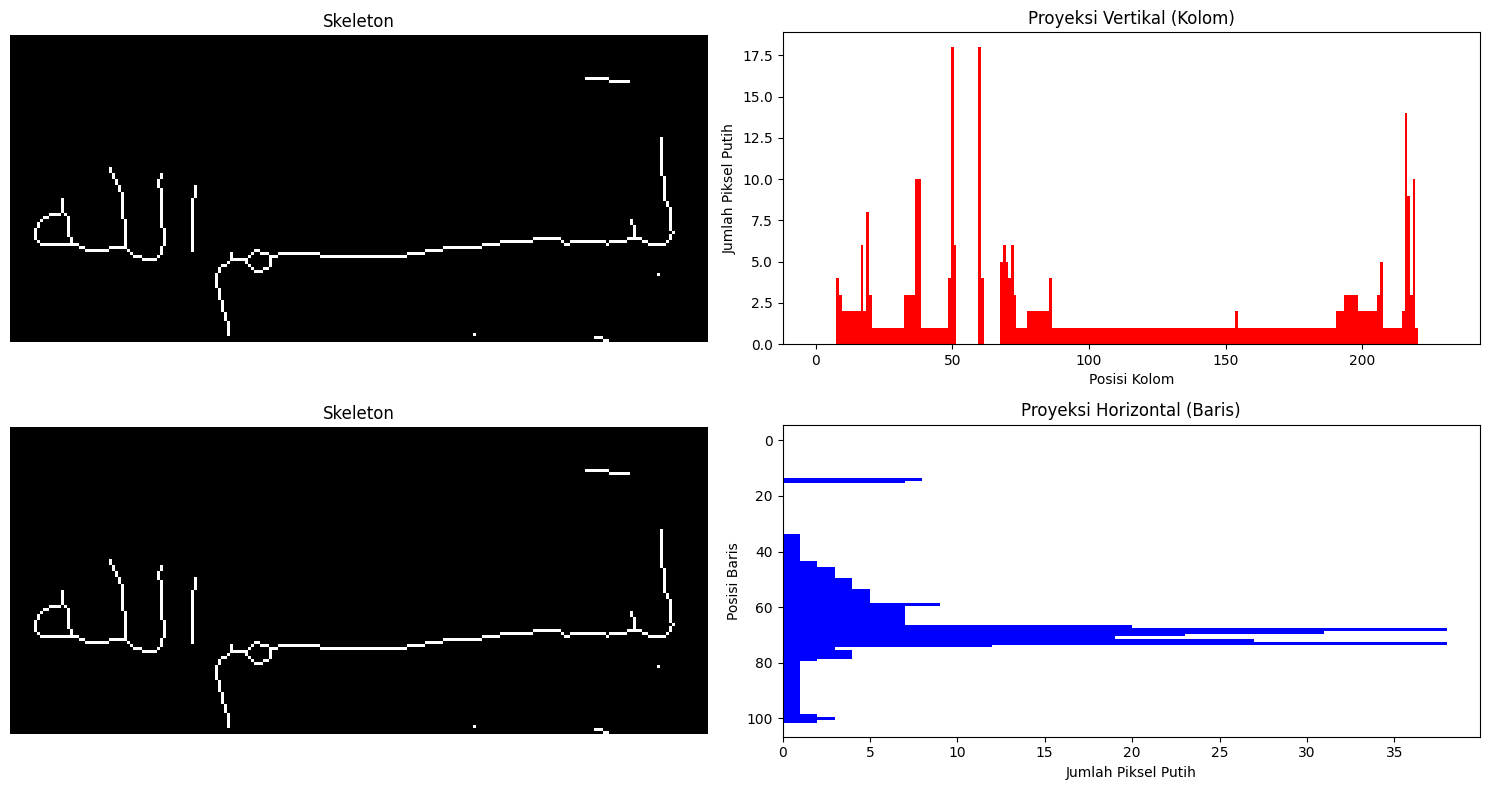 Skeleton
Proyeksi Vertikal (Kolom)
Jumlah Piksel Putih
17.5
15.0
12.5
10.0
7.5
5.0
2.5
0.0
0 50 100 150 200
Posisi Kolom
Skeleton
Proyeksi Horizontal (Baris)
Posisi Baris
0
20
40
60
80
100
0 5 10 15 20 25 30 35
Jumlah Piksel Putih